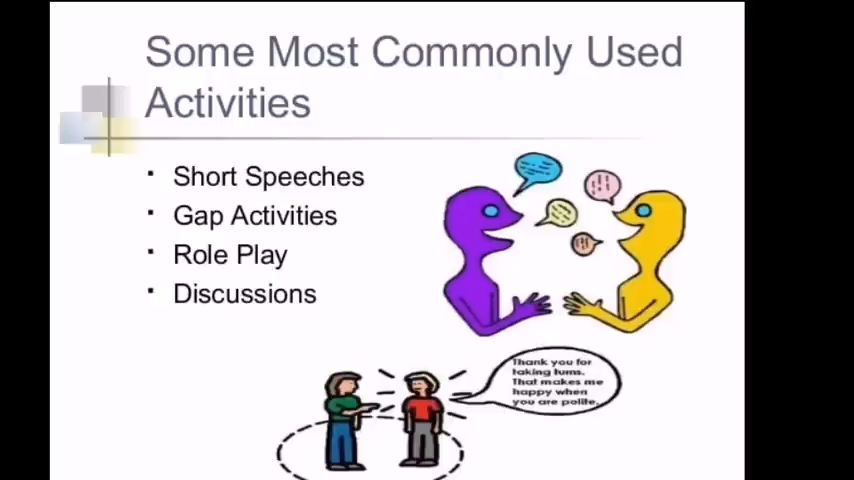 Some Most Commonly Used
Activities
Short Speeches
Gap Activities
Role Play
Discussions
Thank you for
taking turns.
That makes me
happy when
you are polite.